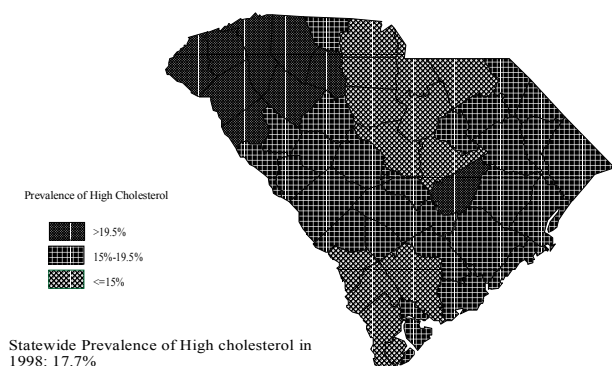 Prevalence of High Cholesterol
>19.5%
15%-19.5%
<=15%
Statewide Prevalence of High cholesterol in
1998: 17.7%